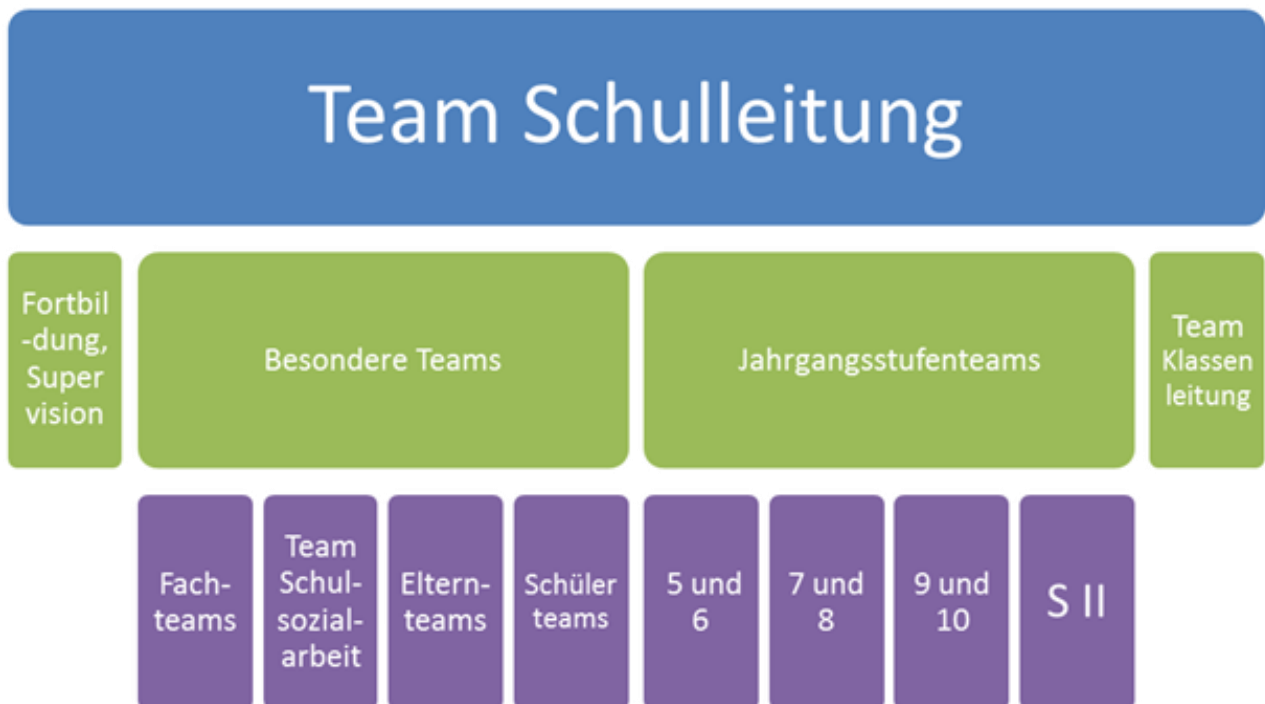 Team Schulleitung
Fortbil
-dung,
Super
vision
Besondere Teams
Jahrgangsstufenteams
Team
Klassen
leitung
Fach-
teams
Team
Schul-
sozial-
arbeit
Eltern-
teams
Schüler
teams
5 und
6
7 und
8
9 und
10
S II